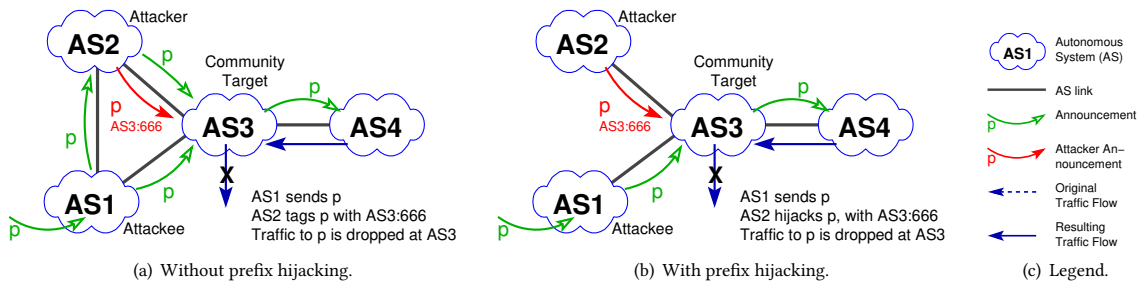 Attacker
AS2
p
p
p
AS3:666
Community
Target
AS3
p
AS4
X
AS1
p
p
Attackee
AS1 sends p
AS2 tags p with AS3:666
Traffic to p is dropped at AS3
(a) Without prefix hijacking.
Attacker
AS2
p
AS3:666
Community
Target
AS3
p
AS4
X
AS1
p
p
Attackee
AS1 sends p
AS2 hijacks p, with AS3:666
Traffic to p is dropped at AS3
(b) With prefix hijacking.
AS1
Autonomous
System (AS)
AS link
p
Announcement
p
Attacker An-
nouncement
Original
Traffic Flow
Resulting
Traffic Flow
(c) Legend.